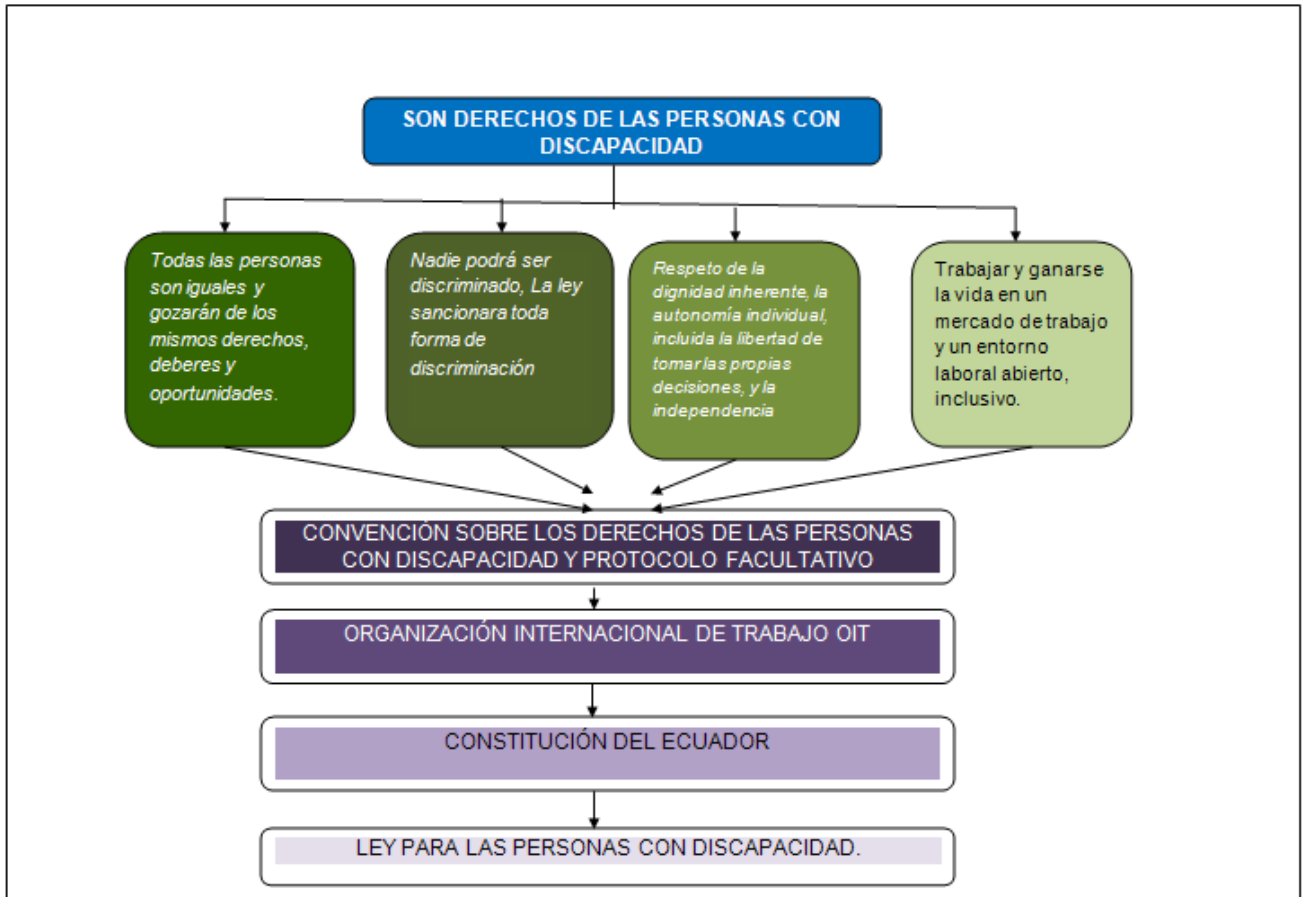 SON DERECHOS DE LAS PERSONAS CON
DISCAPACIDAD
Todas las personas
son iguales y
gozarán de los
mismos derechos,
deberes y
oportunidades.
Nadie podrá ser
discriminado, La ley
sancionara toda
forma de
discriminación
Respeto de la
dignidad inherente, la
autonomía individual,
incluida la libertad de
tomar las propias
decisiones, y la
independencia
Trabajar y ganarse
la vida en un
mercado de trabajo
y un entorno
laboral abierto,
inclusivo.
CONVENCIÓN SOBRE LOS DERECHOS DE LAS PERSONAS
CON DISCAPACIDAD Y PROTOCOLO FACULTATIVO
ORGANIZACIÓN INTERNACIONAL DE TRABAJO OIT
CONSTITUCIÓN DEL ECUADOR
LEY PARA LAS PERSONAS CON DISCAPACIDAD.